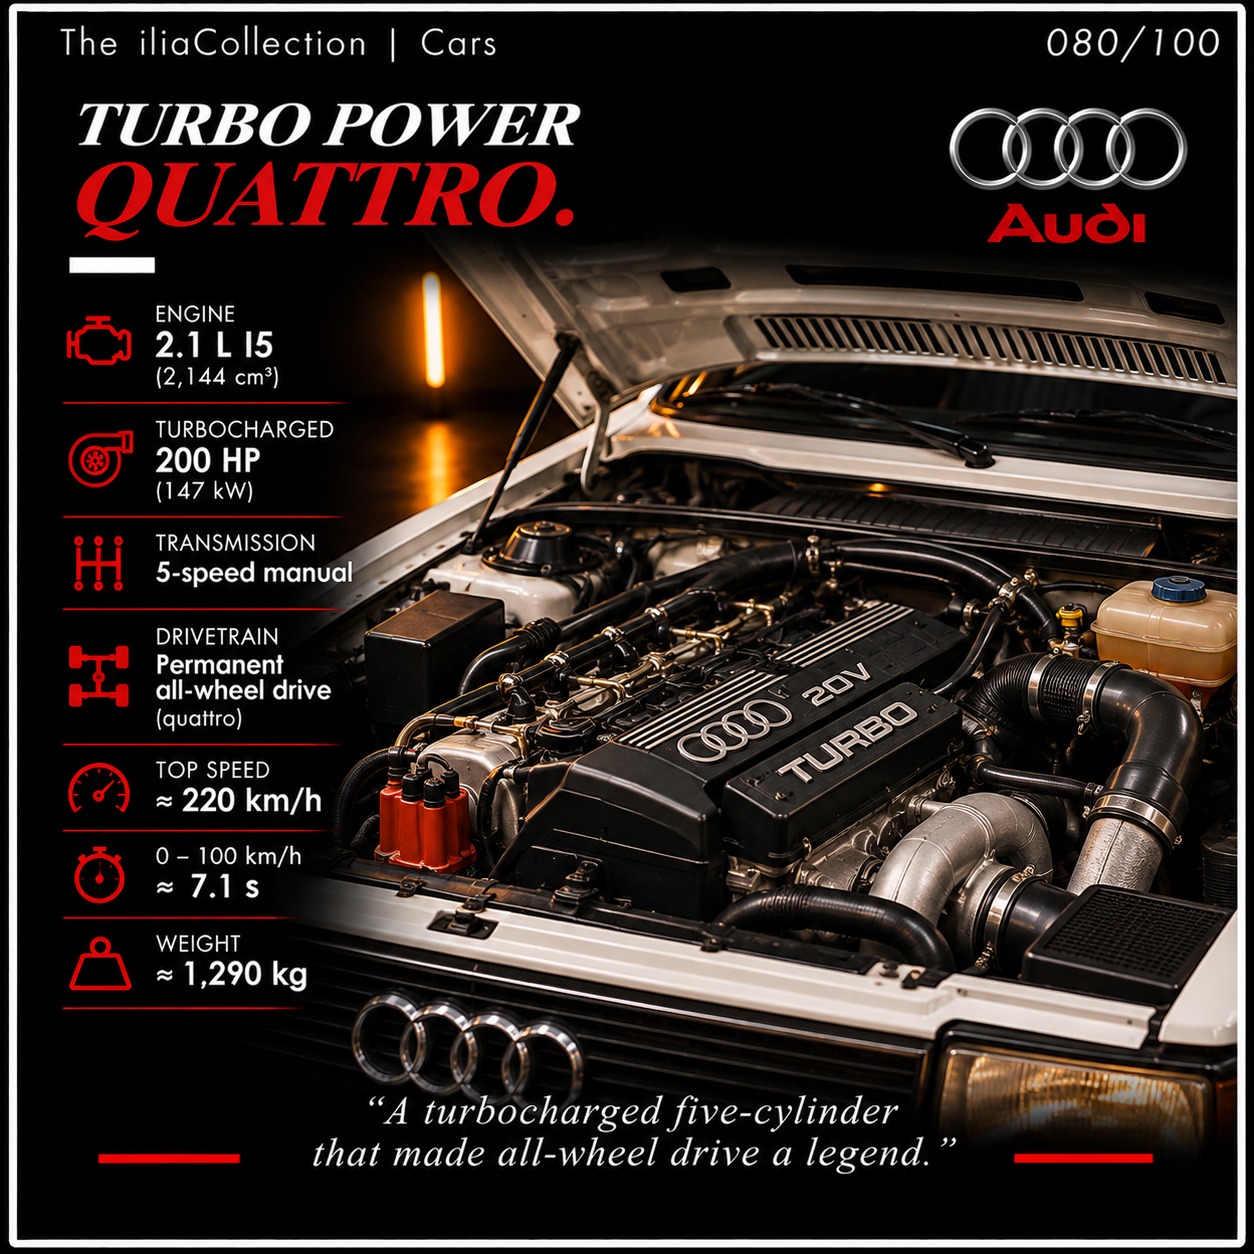 The iliaCollection | Cars
080/100
TURBO POWER
QUATTRO.
Audi
ENGINE
2.1 L I5
(2,144 cm³)
TURBOCHARGED
200 HP
(147 kW)
TRANSMISSION
5-speed manual
DRIVETRAIN
Permanent
all-wheel drive
(quattro)
TOP SPEED
≈ 220 km/h
0 – 100 km/h
≈ 7.1 s
WEIGHT
≈ 1,290 kg
20V
TURBO
“A turbocharged five-cylinder
that made all-wheel drive a legend.”